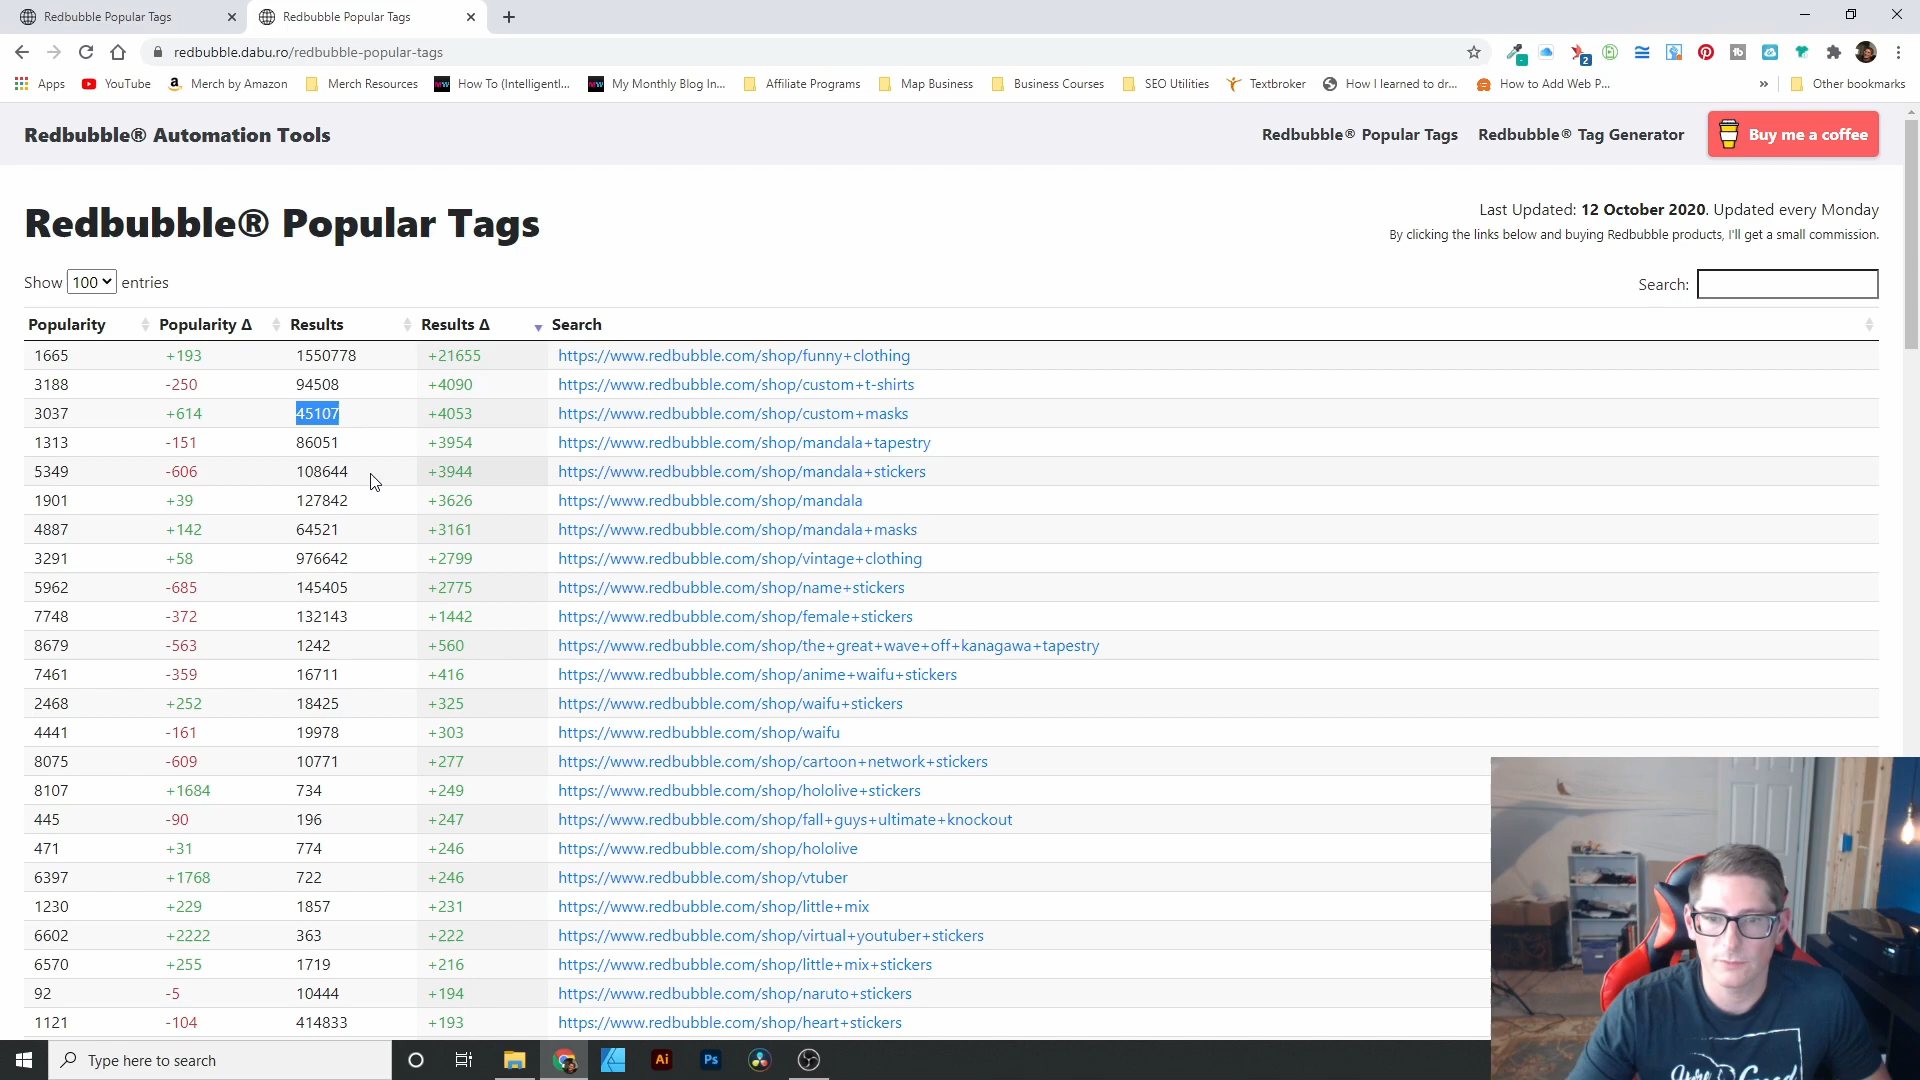 Redbubble Popular Tags
Redbubble Popular Tags
redbubble.dabu.ro/redbubble-popular-tags
2
Apps YouTube Merch by Amazon Merch Resources How To (Intelligentl... My Monthly Blog In... Affiliate Programs Map Business Business Courses SEO Utilities Textbroker How I learned to dr... How to Add Web P... » Other bookmarks
Redbubble® Automation Tools
Redbubble® Popular Tags Redbubble® Tag Generator Buy me a coffee
Redbubble® Popular Tags
Last Updated: 12 October 2020. Updated every Monday
By clicking the links below and buying Redbubble products, I'll get a small commission.
Show 100 entries
Search:
Popularity Popularity Δ Results Results Δ Search
1665 +193 1550778 +21655 https://www.redbubble.com/shop/funny+clothing
3188 -250 94508 +4090 https://www.redbubble.com/shop/custom+t-shirts
3037 +614 45107 +4053 https://www.redbubble.com/shop/custom+masks
1313 -151 86051 +3954 https://www.redbubble.com/shop/mandala+tapestry
5349 -606 108644 +3944 https://www.redbubble.com/shop/mandala+stickers
1901 +39 127842 +3626 https://www.redbubble.com/shop/mandala
4887 +142 64521 +3161 https://www.redbubble.com/shop/mandala+masks
3291 +58 976642 +2799 https://www.redbubble.com/shop/vintage+clothing
5962 -685 145405 +2775 https://www.redbubble.com/shop/name+stickers
7748 -372 132143 +1442 https://www.redbubble.com/shop/female+stickers
8679 -563 1242 +560 https://www.redbubble.com/shop/the+great+wave+off+kanagawa+tapestry
7461 -359 16711 +416 https://www.redbubble.com/shop/anime+waifu+stickers
2468 +252 18425 +325 https://www.redbubble.com/shop/waifu+stickers
4441 -161 19978 +303 https://www.redbubble.com/shop/waifu
8075 -609 10771 +277 https://www.redbubble.com/shop/cartoon+network+stickers
8107 +1684 734 +249 https://www.redbubble.com/shop/hololive+stickers
445 -90 196 +247 https://www.redbubble.com/shop/fall+guys+ultimate+knockout
471 +31 774 +246 https://www.redbubble.com/shop/hololive
6397 +1768 722 +246 https://www.redbubble.com/shop/vtuber
1230 +229 1857 +231 https://www.redbubble.com/shop/little+mix
6602 +2222 363 +222 https://www.redbubble.com/shop/virtual+youtuber+stickers
6570 +255 1719 +216 https://www.redbubble.com/shop/little+mix+stickers
92 -5 10444 +194 https://www.redbubble.com/shop/naruto+stickers
1121 -104 414833 +193 https://www.redbubble.com/shop/heart+stickers
Type here to search
Ai Ps